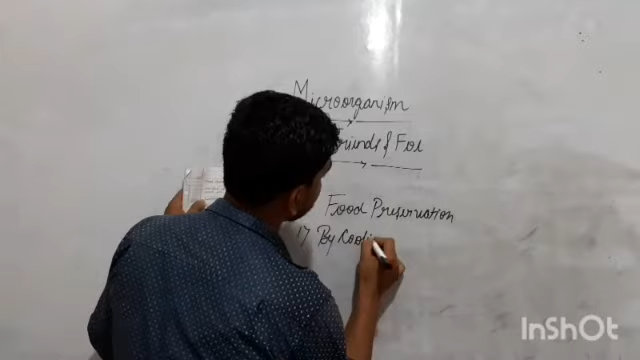 Microorganism
Friends & Foe
Food Preservation
1) By Cooli
InShOt